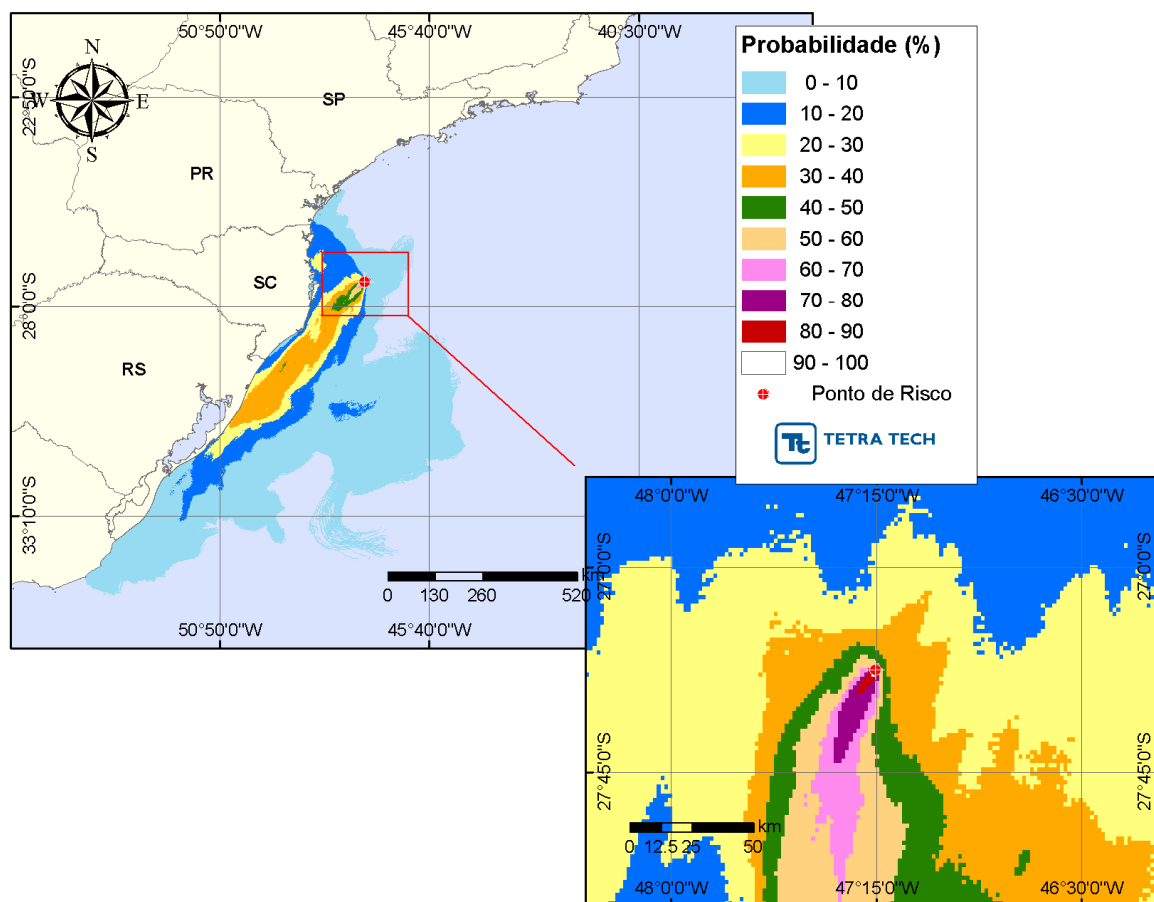 50°50'0"W 45°40'0"W 40°30'0"W
N
W E
S
22°50'0"S
28°0'0"S
33°10'0"S
SP
PR
SC
RS
km
0 130 260 520
50°50'0"W 45°40'0"W
Probabilidade (%)
0 - 10
10 - 20
20 - 30
30 - 40
40 - 50
50 - 60
60 - 70
70 - 80
80 - 90
90 - 100
Ponto de Risco
Tt TETRA TECH
48°0'0"W 47°15'0"W 46°30'0"W
27°0'0"S 27°0'0"S
27°45'0"S 27°45'0"S
km
0 12.5 25 50
48°0'0"W 47°15'0"W 46°30'0"W